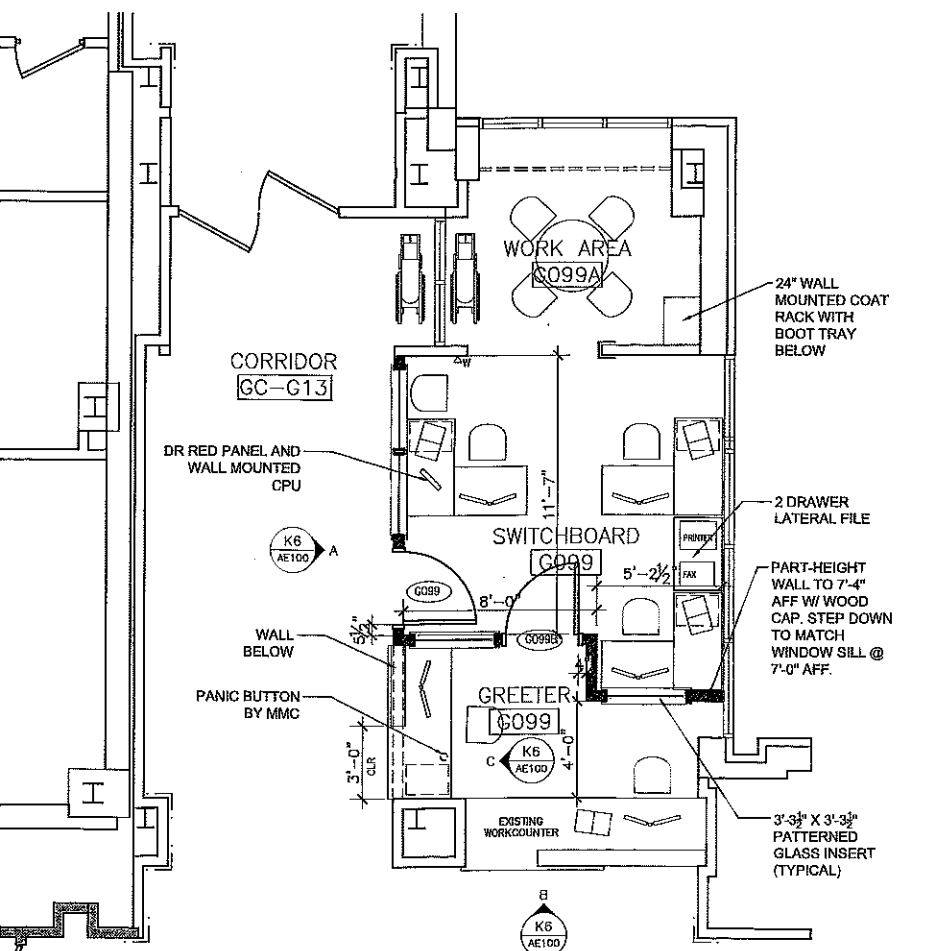 WORK AREA
G099A
24" WALL
MOUNTED COAT
RACK WITH
BOOT TRAY
BELOW
CORRIDOR
GC-G13
W
DR RED PANEL AND
WALL MOUNTED
CPU
11'-7"
2 DRAWER
LATERAL FILE
SWITCHBOARD
G099
PRINTER
FAX
5'-2½"
K6
AE100
A
G099
8'-0"
PART-HEIGHT
WALL TO 7'-4"
AFF W/ WOOD
CAP. STEP DOWN
TO MATCH
WINDOW SILL @
7'-0" AFF.
5½"
WALL
BELOW
G099B
PANIC BUTTON
BY MMC
GREETER
G099
C
K6
AE100
4'-0"
3'-0"
CLR
EXISTING
WORKCOUNTER
3'-3½" X 3'-3½"
PATTERNED
GLASS INSERT
(TYPICAL)
B
K6
AE100